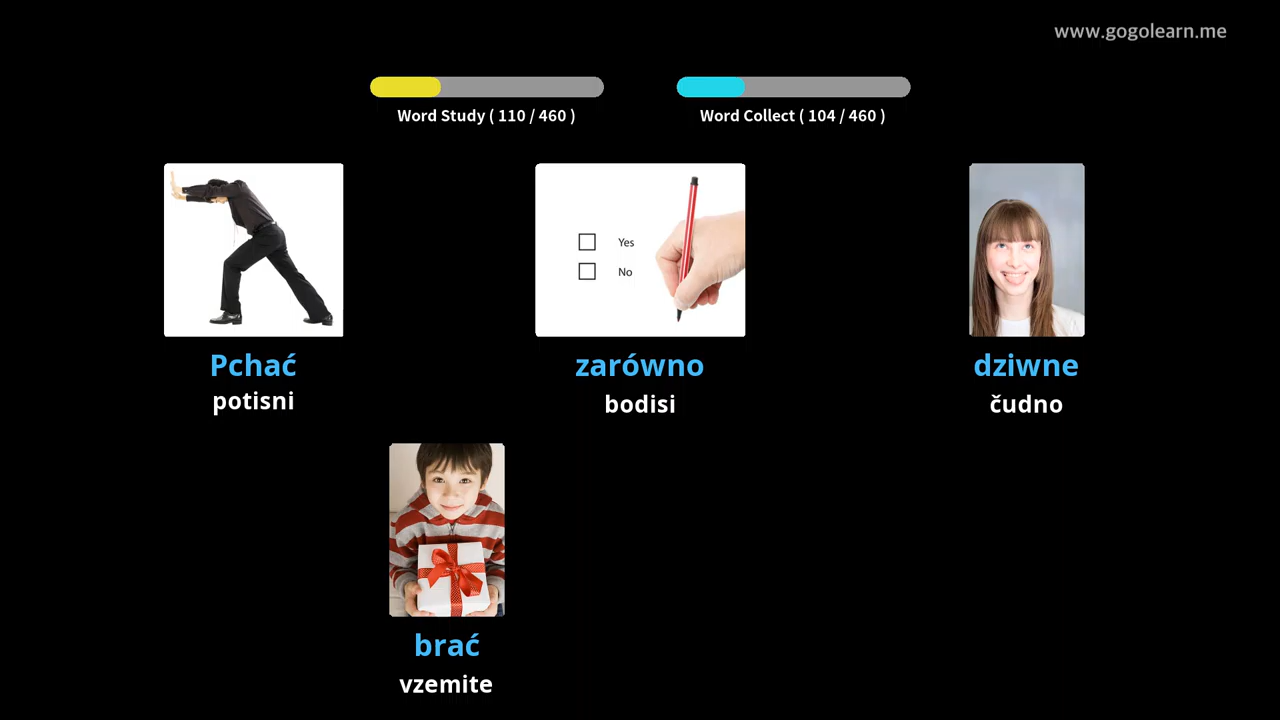 www.gogolearn.me
Word Study ( 110 / 460 )
Word Collect ( 104 / 460 )
Yes
No
Pchać
zarówno
dziwne
potisni
bodisi
čudno
brać
vzemite